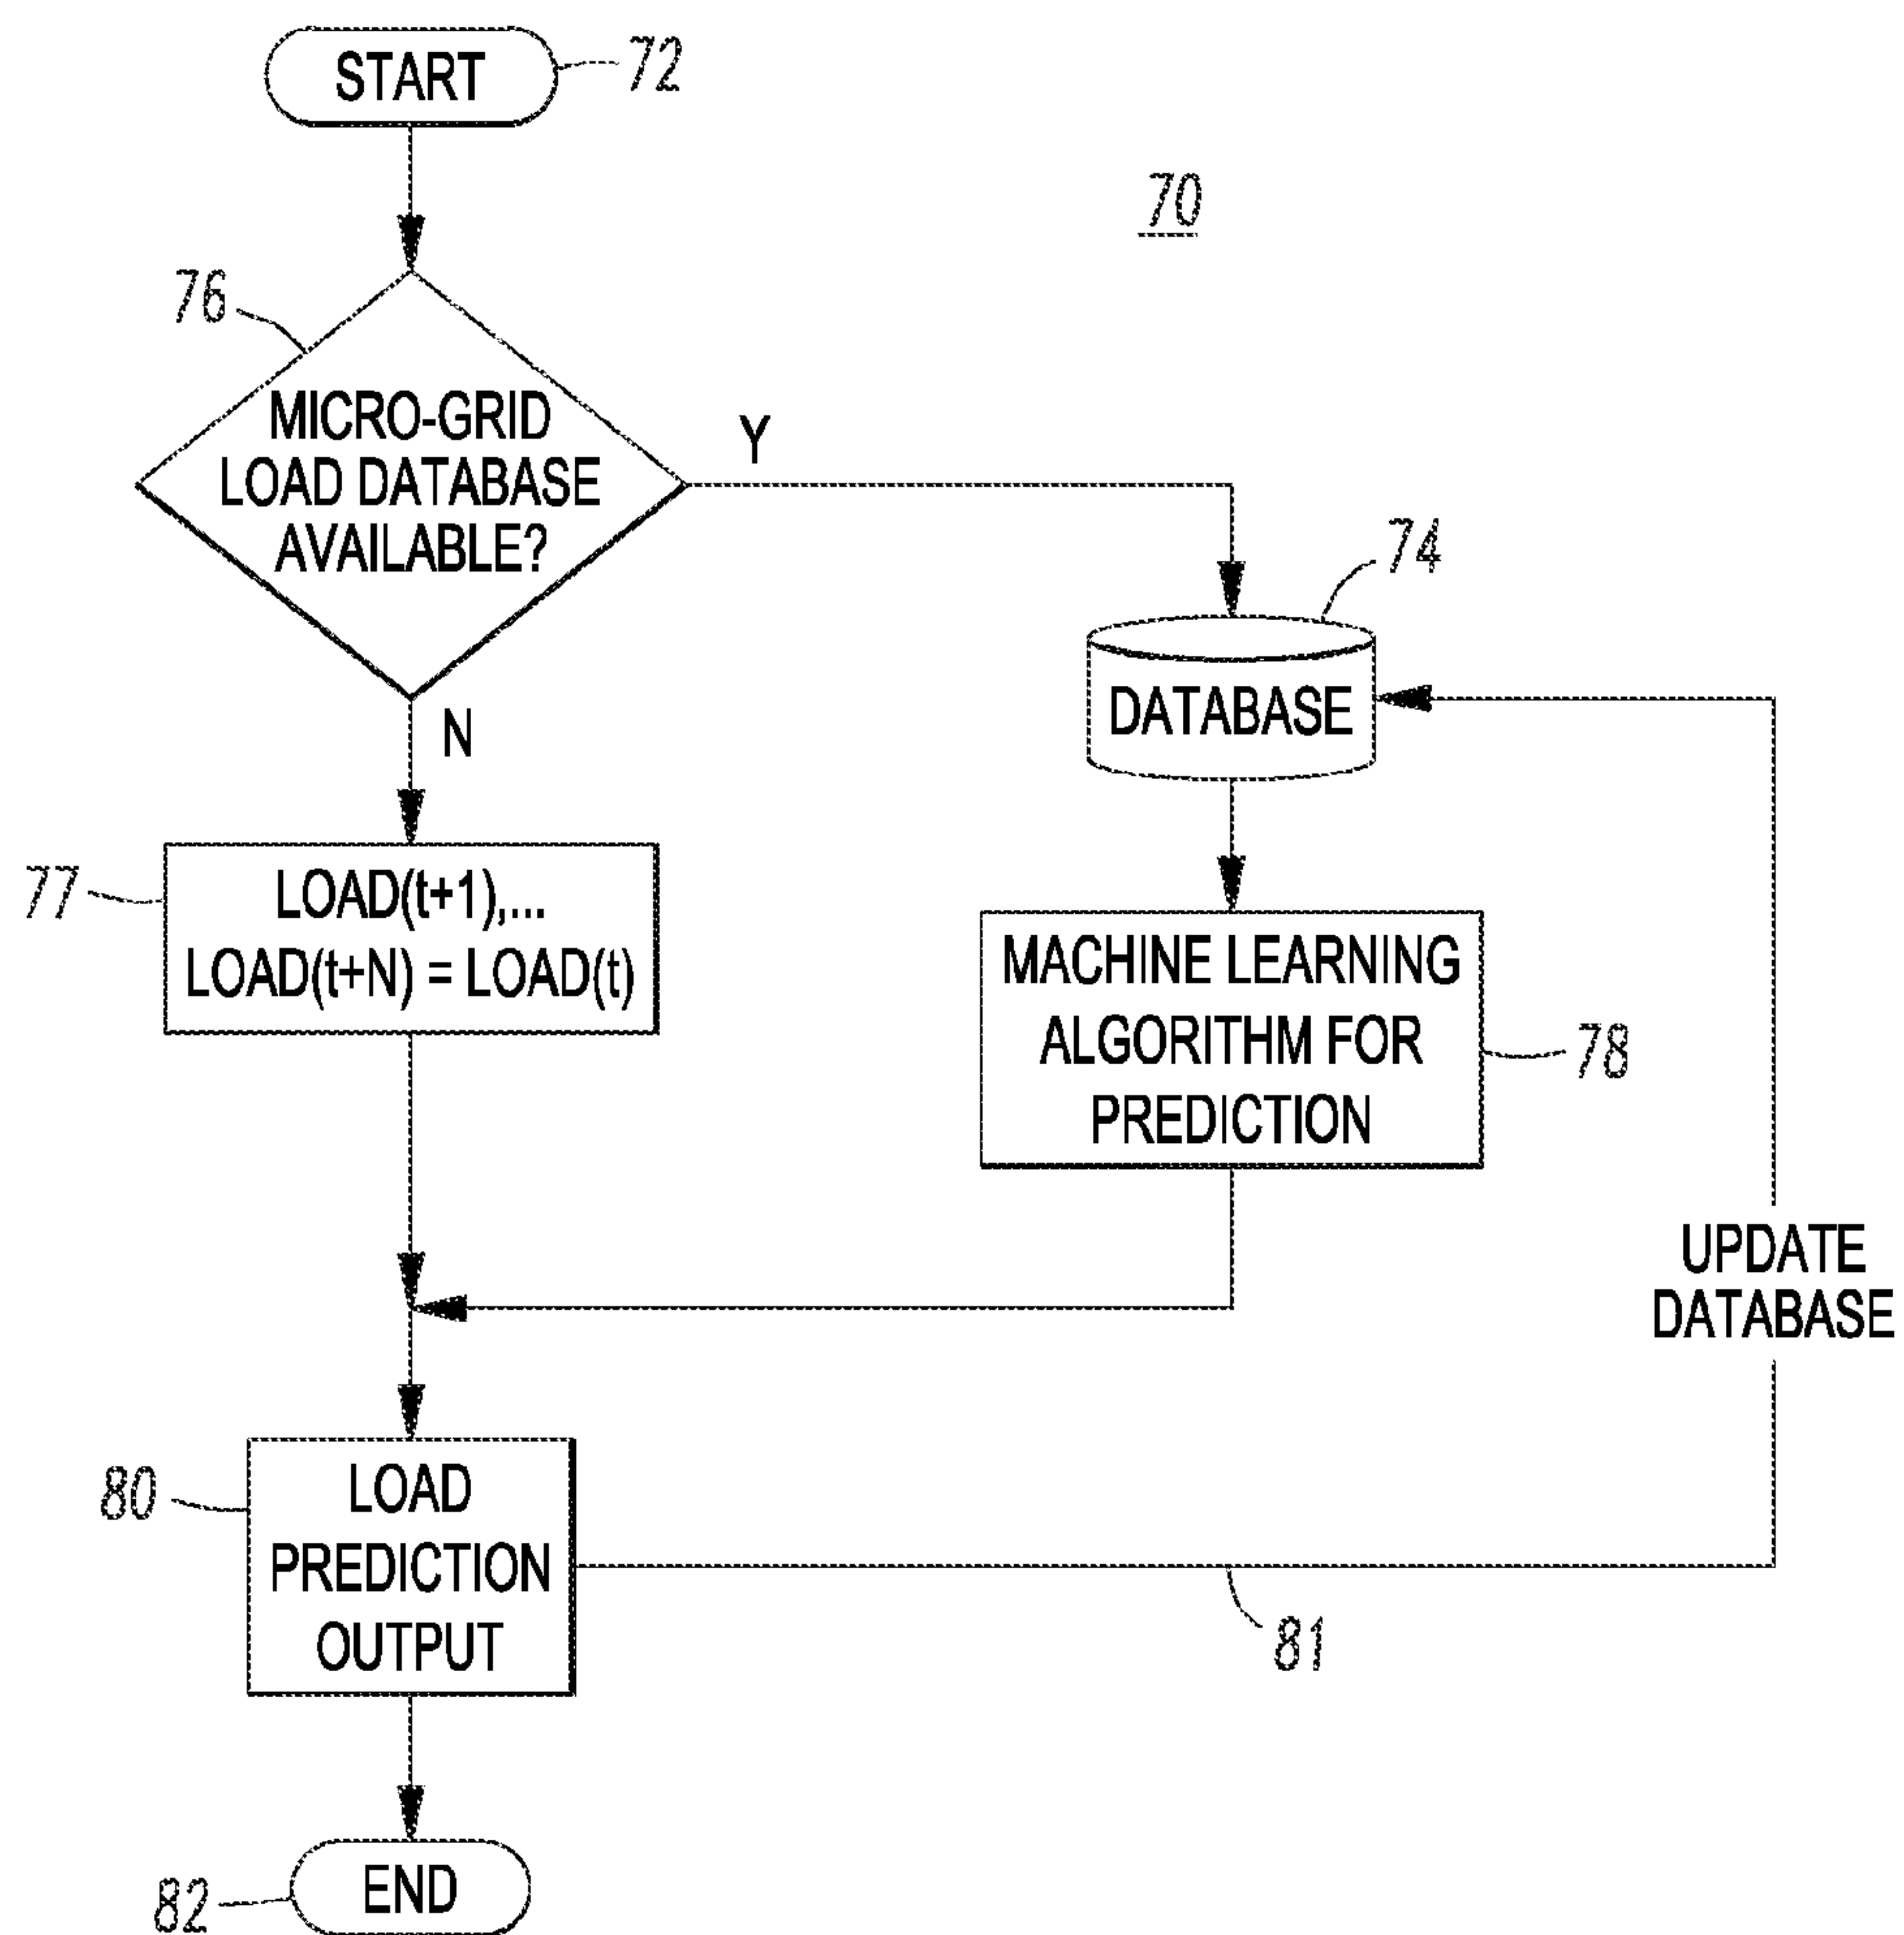 START
72
70
76
MICRO-GRID
LOAD DATABASE
AVAILABLE?
Y
N
74
DATABASE
77
LOAD(t+1),...
LOAD(t+N) = LOAD(t)
MACHINE LEARNING
ALGORITHM FOR
PREDICTION
78
UPDATE
DATABASE
80
LOAD
PREDICTION
OUTPUT
81
82
END